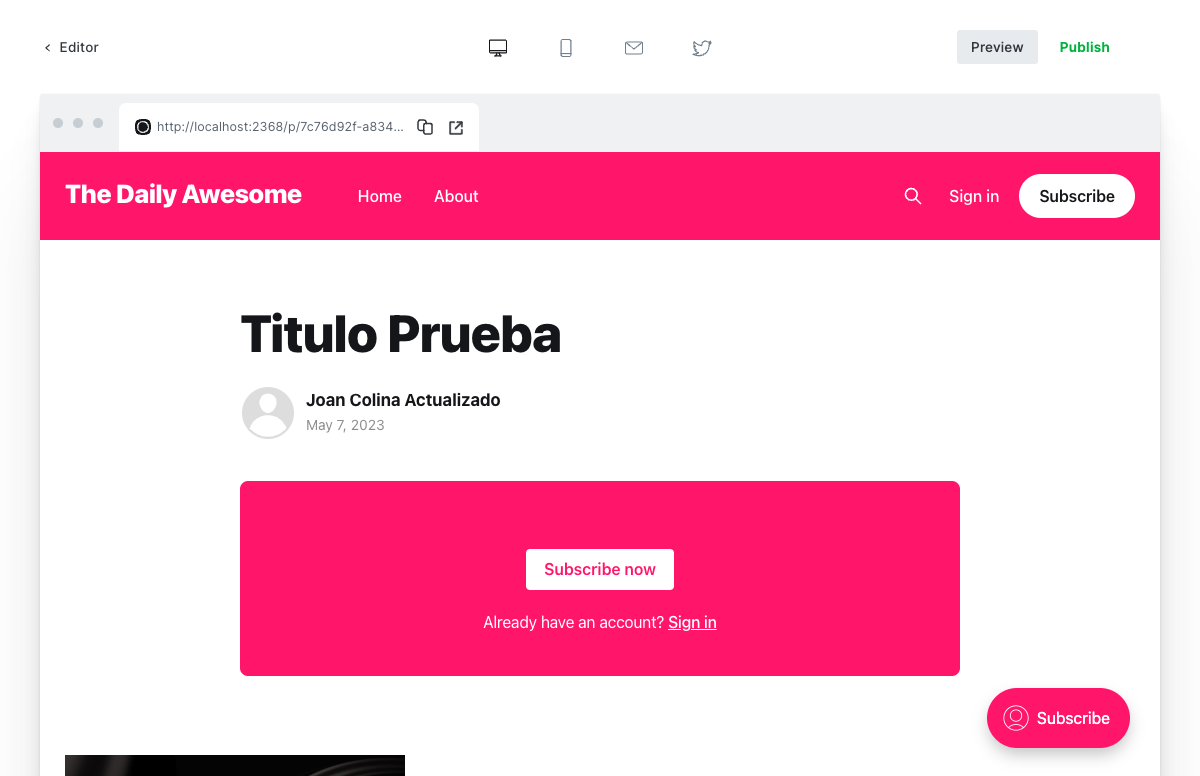 Editor
Preview
Publish
http://localhost:2368/p/7c76d92f-a834...
The Daily Awesome
Home
About
Sign in
Subscribe
Titulo Prueba
Joan Colina Actualizado
May 7, 2023
Subscribe now
Already have an account? Sign in
Subscribe